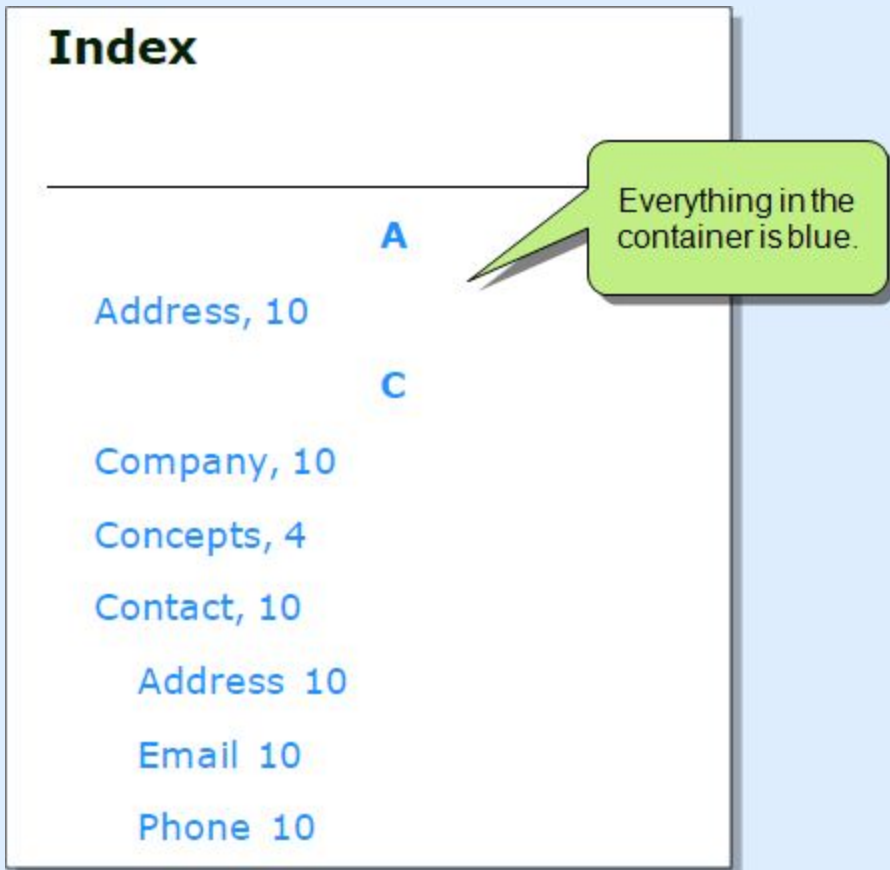 Index
Everything in the
container is blue.
A
Address, 10
C
Company, 10
Concepts, 4
Contact, 10
Address 10
Email 10
Phone 10